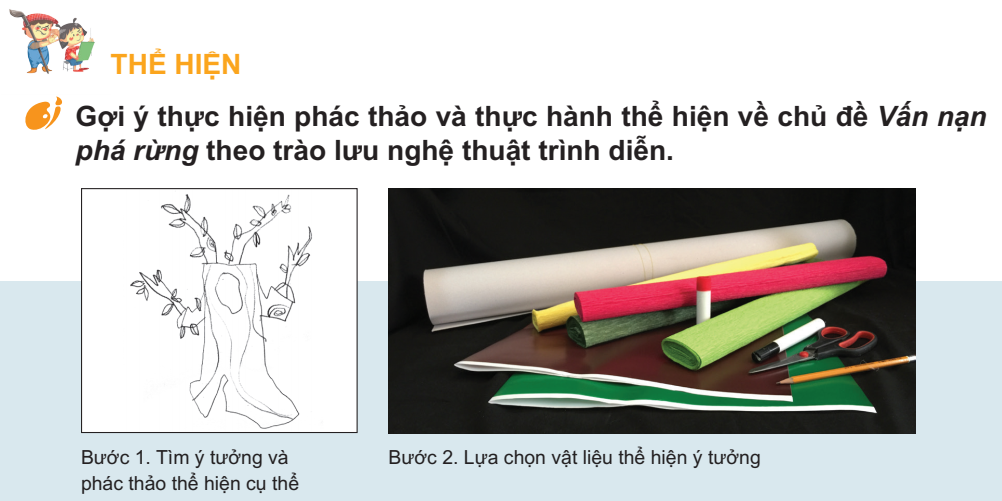 THỂ HIỆN
Gợi ý thực hiện phác thảo và thực hành thể hiện về chủ đề Vấn nạn
phá rừng theo trào lưu nghệ thuật trình diễn.
Bước 1. Tìm ý tưởng và
phác thảo thể hiện cụ thể
Bước 2. Lựa chọn vật liệu thể hiện ý tưởng